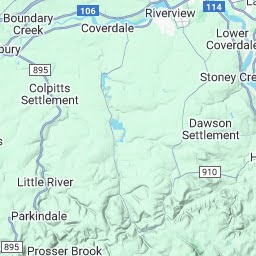 Boundary
Creek
106
Coverdale
Riverview
114
Lower
Coverdale
bury
895
Colpitts
Settlement
Stoney Cre
Dawson
Settlement
910
Little River
Parkindale
895
Prosser Brook